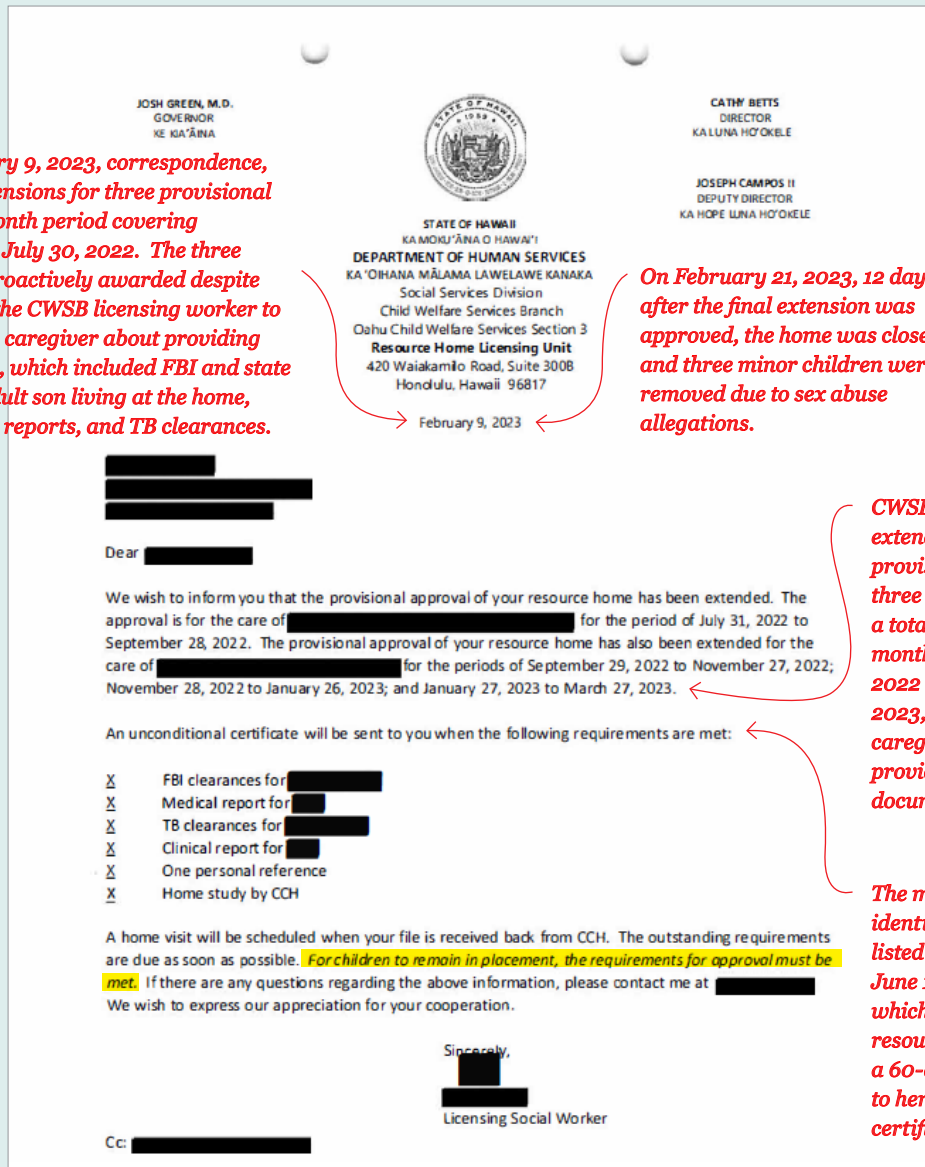 JOSH GREEN, M.D.
GOVERNOR
KE KIAʻĀINA
STATE OF HAWAII
1959
CATHY BETTS
DIRECTOR
KA LUNA HOʻOKELE
JOSEPH CAMPOS II
DEPUTY DIRECTOR
KA HOPE LUNA HOʻOKELE
STATE OF HAWAII
KA MOKUʻĀINA O HAWAIʻI
DEPARTMENT OF HUMAN SERVICES
KA ʻOIHANA MĀLAMA LAWELAWE KANAKA
Social Services Division
Child Welfare Services Branch
Oahu Child Welfare Services Section 3
Resource Home Licensing Unit
420 Waiakamilo Road, Suite 300B
Honolulu, Hawaii 96817
February 9, 2023
ry 9, 2023, correspondence,
ensions for three provisional
onth period covering
July 30, 2022. The three
roactively awarded despite
he CWSB licensing worker to
caregiver about providing
, which included FBI and state
ult son living at the home,
reports, and TB clearances.
On February 21, 2023, 12 day
after the final extension was
approved, the home was close
and three minor children wer
removed due to sex abuse
allegations.
Dear
We wish to inform you that the provisional approval of your resource home has been extended. The
approval is for the care of for the period of July 31, 2022 to
September 28, 2022. The provisional approval of your resource home has also been extended for the
care of for the periods of September 29, 2022 to November 27, 2022;
November 28, 2022 to January 26, 2023; and January 27, 2023 to March 27, 2023.
An unconditional certificate will be sent to you when the following requirements are met:
X FBI clearances for
X Medical report for
X TB clearances for
X Clinical report for
X One personal reference
X Home study by CCH
A home visit will be scheduled when your file is received back from CCH. The outstanding requirements
are due as soon as possible. For children to remain in placement, the requirements for approval must be
met. If there are any questions regarding the above information, please contact me at
We wish to express our appreciation for your cooperation.
Sincerely,
Licensing Social Worker
Cc:
CWSB
exten
provis
three
a tota
month
2022
2023,
careg
provi
docu
The m
identi
listed
June
which
resou
a 60-
to her
certif